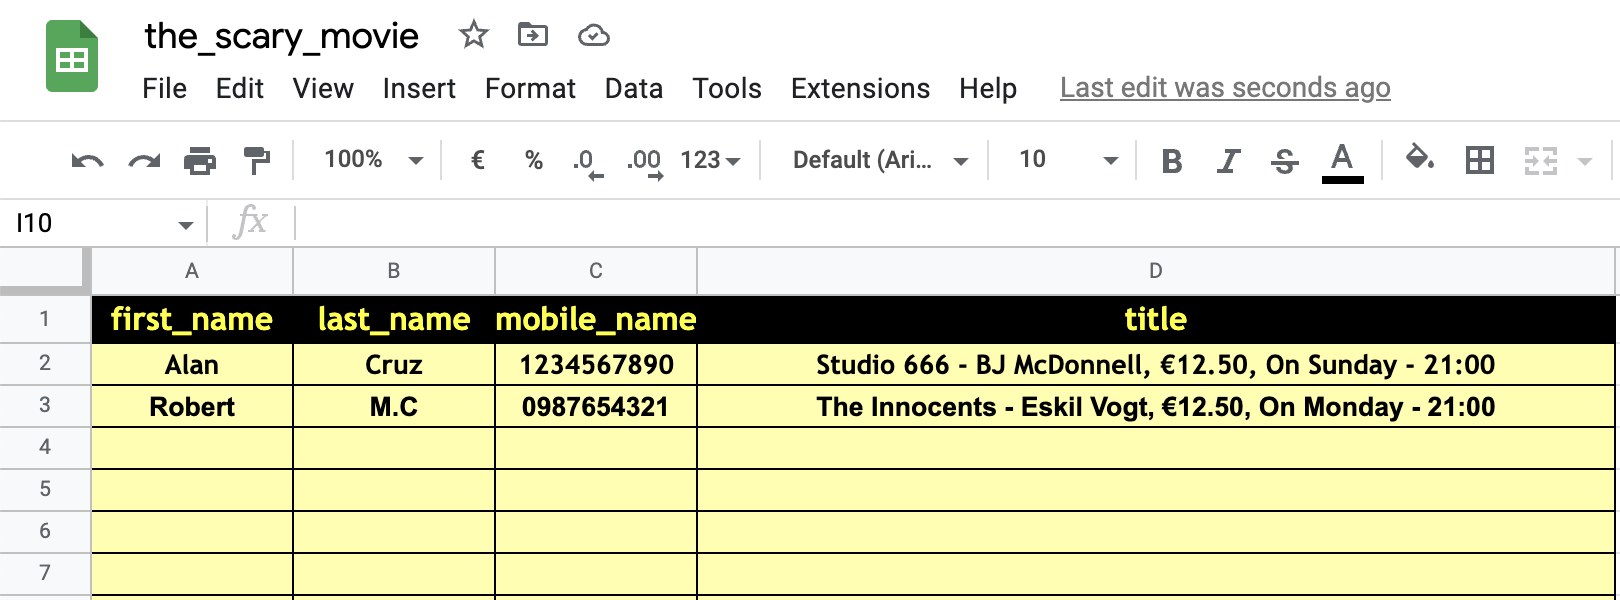 the_scary_movie
File Edit View Insert Format Data Tools Extensions Help Last edit was seconds ago
100% € % .0 .00 123 Default (Ari... 10 B I S A
I10 fx
A B C D
1 first_name last_name mobile_name title
2 Alan Cruz 1234567890 Studio 666 - BJ McDonnell, €12.50, On Sunday - 21:00
3 Robert M.C 0987654321 The Innocents - Eskil Vogt, €12.50, On Monday - 21:00
4
5
6
7